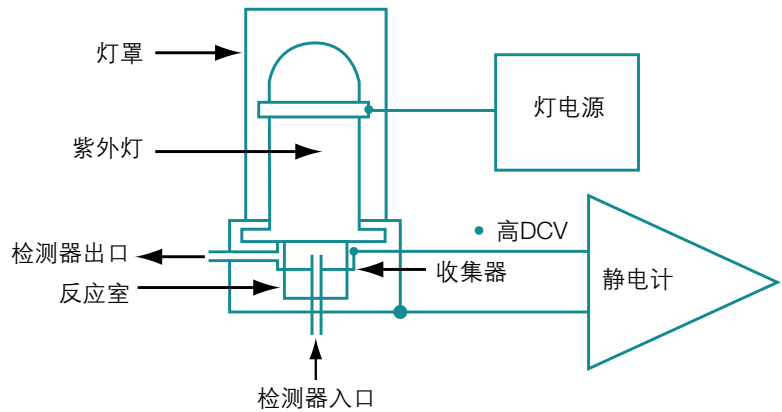 灯罩
灯电源
紫外灯
高DCV
检测器出口
收集器
静电计
反应室
检测器入口